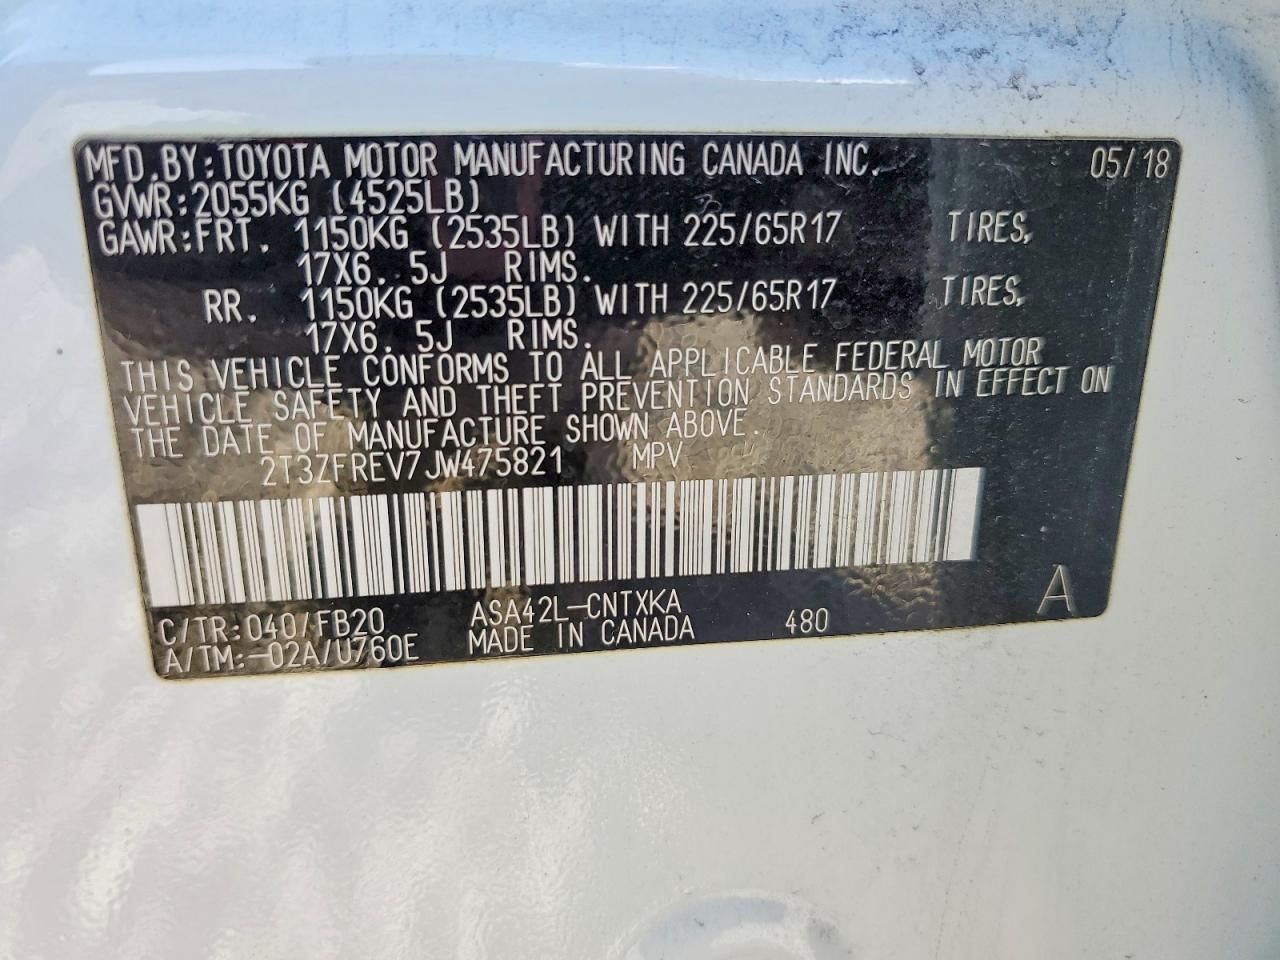 MFD.BY:TOYOTA MOTOR MANUFACTURING CANADA INC. 05/18
GVWR:2055KG (4525LB)
GAWR:FRT. 1150KG (2535LB) WITH 225/65R17 TIRES,
17X6.5J RIMS.
RR. 1150KG (2535LB) WITH 225/65R17 TIRES,
17X6.5J RIMS.
THIS VEHICLE CONFORMS TO ALL APPLICABLE FEDERAL MOTOR
VEHICLE SAFETY AND THEFT PREVENTION STANDARDS IN EFFECT ON
THE DATE OF MANUFACTURE SHOWN ABOVE.
2T3ZFREV7JW475821 MPV
C/TR:040/FB20 ASA42L-CNTXKA 480 A
A/TM:-02A/U760E MADE IN CANADA